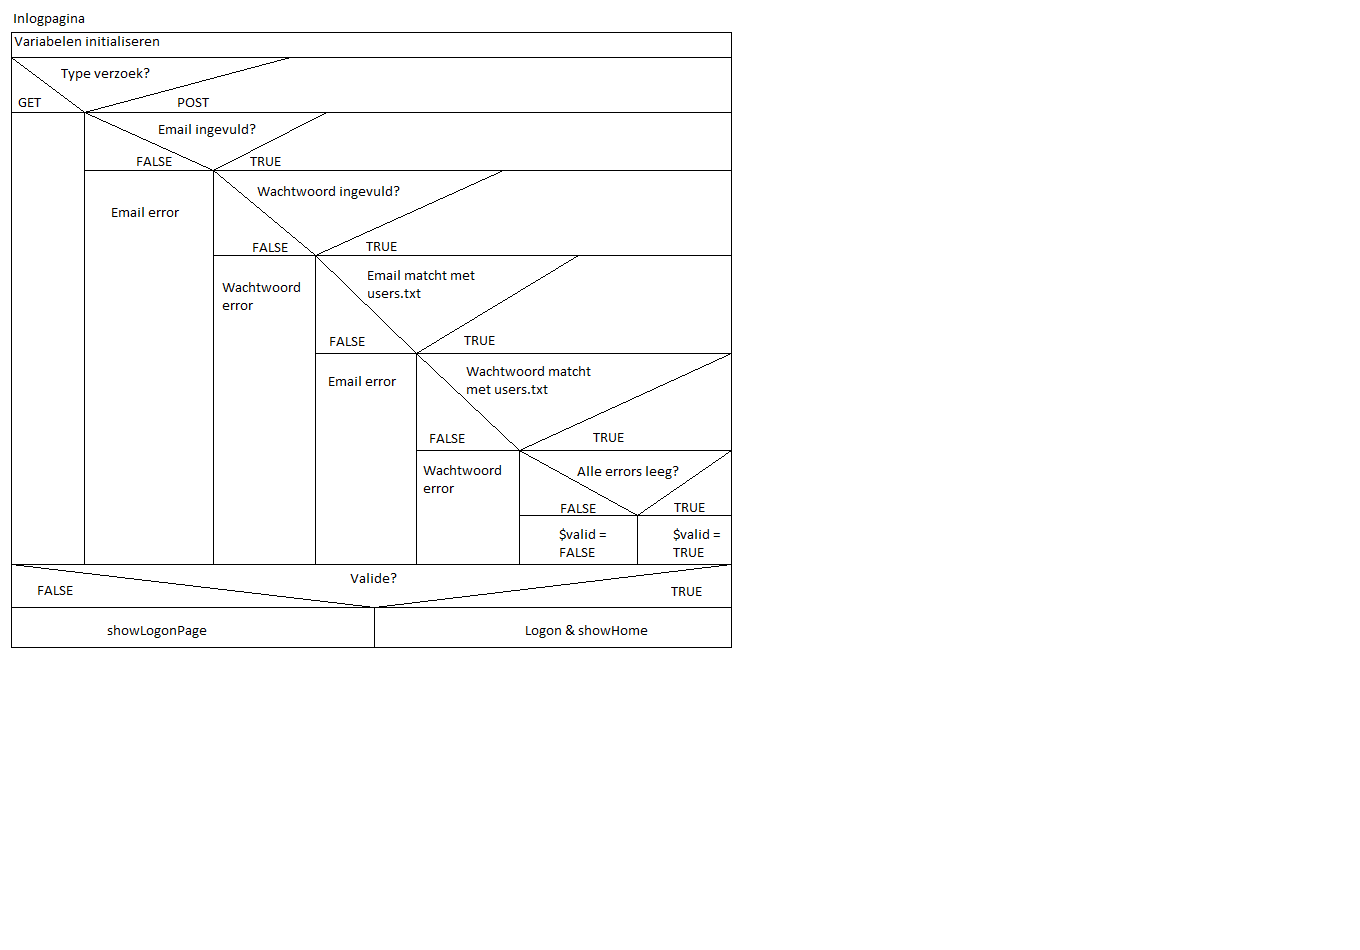 Inlogpagina
Variabelen initialiseren
Type verzoek?
GET
POST
Email ingevuld?
FALSE
TRUE
Email error
Wachtwoord ingevuld?
FALSE
TRUE
Wachtwoord
error
Email matcht met
users.txt
FALSE
TRUE
Email error
Wachtwoord matcht
met users.txt
FALSE
TRUE
Wachtwoord
error
Alle errors leeg?
FALSE
TRUE
$valid =
FALSE
$valid =
TRUE
Valide?
FALSE
TRUE
showLogonPage
Logon & showHome